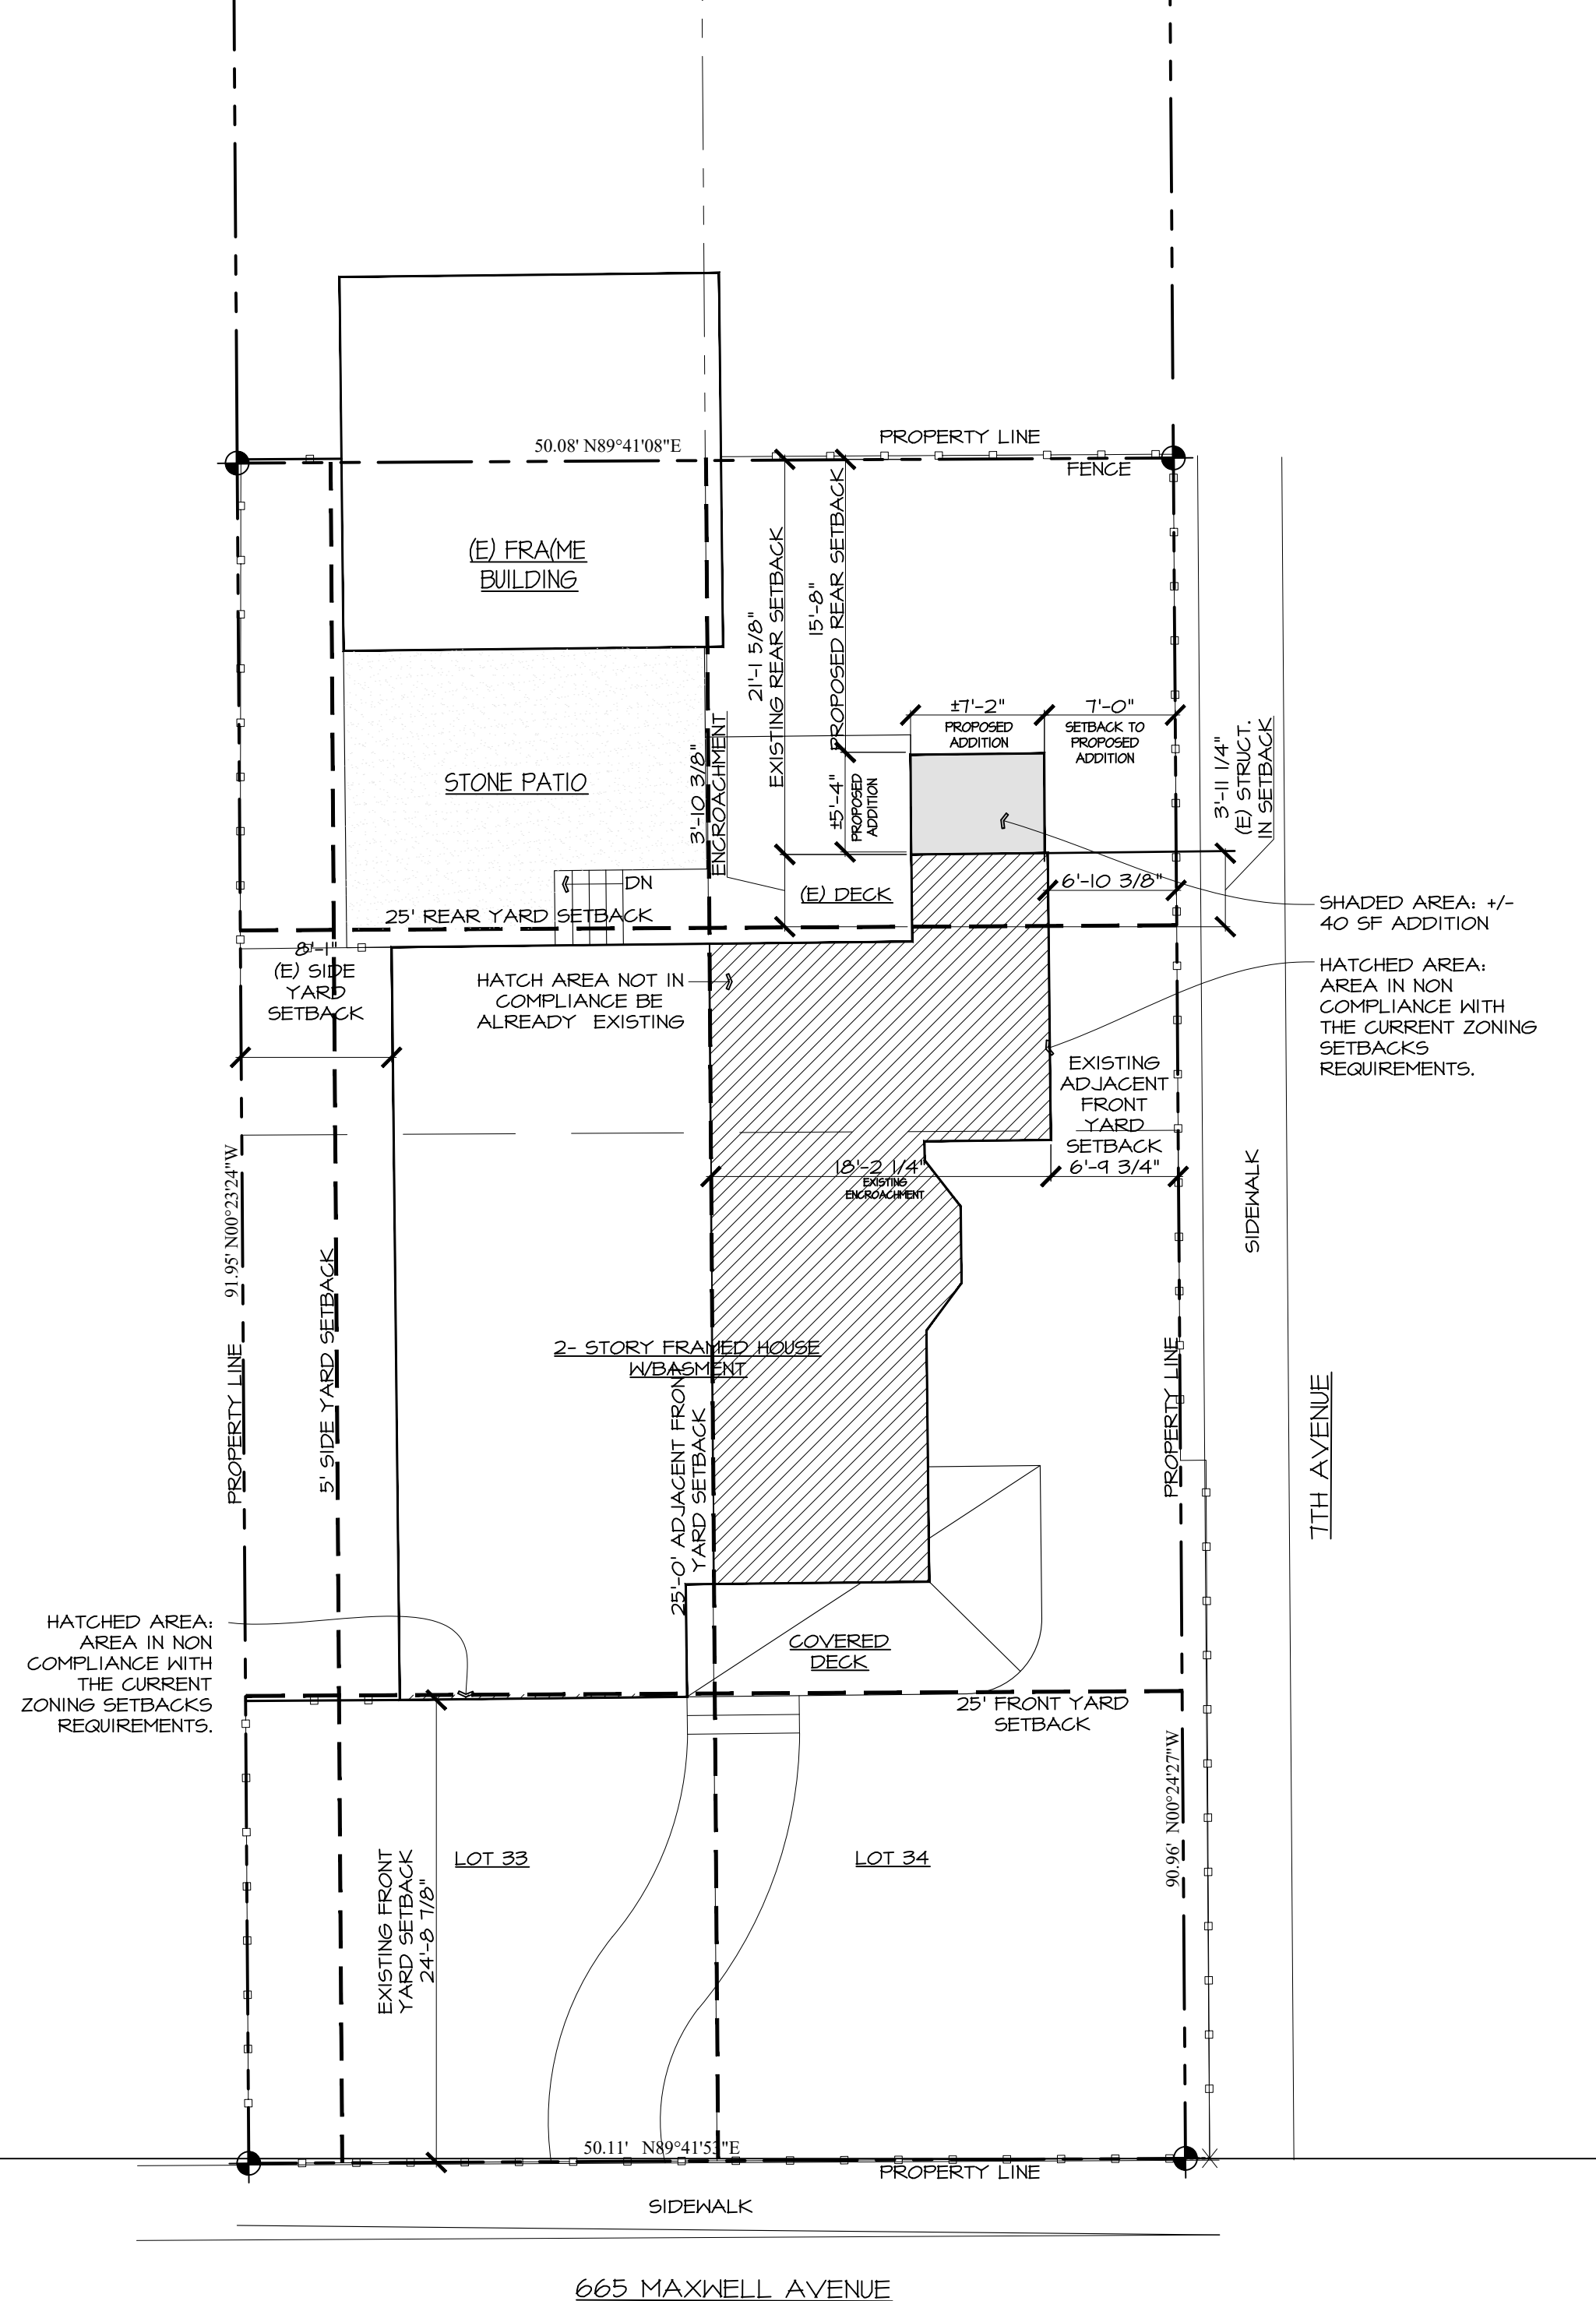 PROPERTY LINE
50.08' N89°41'08"E
FENCE
(E) FRA(ME
BUILDING
21'-1 5/8"
EXISTING REAR SETBACK
15'-8"
PROPOSED REAR SETBACK
±7'-2"
PROPOSED
ADDITION
7'-0"
SETBACK TO
PROPOSED
ADDITION
3'-11 1/4"
(E) STRUCT.
IN SETBACK
STONE PATIO
3'-10 3/8"
ENCROACHMENT
±5'-4"
PROPOSED
ADDITION
DN
(E) DECK
6'-10 3/8"
25' REAR YARD SETBACK
SHADED AREA: +/-
40 SF ADDITION
8'-1"
(E) SIDE
YARD
SETBACK
HATCH AREA NOT IN
COMPLIANCE BE
ALREADY EXISTING
HATCHED AREA:
AREA IN NON
COMPLIANCE WITH
THE CURRENT ZONING
SETBACKS
REQUIREMENTS.
EXISTING
ADJACENT
FRONT
YARD
SETBACK
6'-9 3/4"
18'-2 1/4"
EXISTING
ENCROACHMENT
91.95' N00°23'24"W
SIDEWALK
5' SIDE YARD SETBACK
PROPERTY LINE
2- STORY FRAMED HOUSE
W/BASMENT
25'-0' ADJACENT FRONT
YARD SETBACK
PROPERTY LINE
7TH AVENUE
HATCHED AREA:
AREA IN NON
COMPLIANCE WITH
THE CURRENT
ZONING SETBACKS
REQUIREMENTS.
COVERED
DECK
25' FRONT YARD
SETBACK
90.96' N00°24'27"W
EXISTING FRONT
YARD SETBACK
24'-8 7/8"
LOT 33
LOT 34
50.11' N89°41'53"E
PROPERTY LINE
SIDEWALK
665 MAXWELL AVENUE